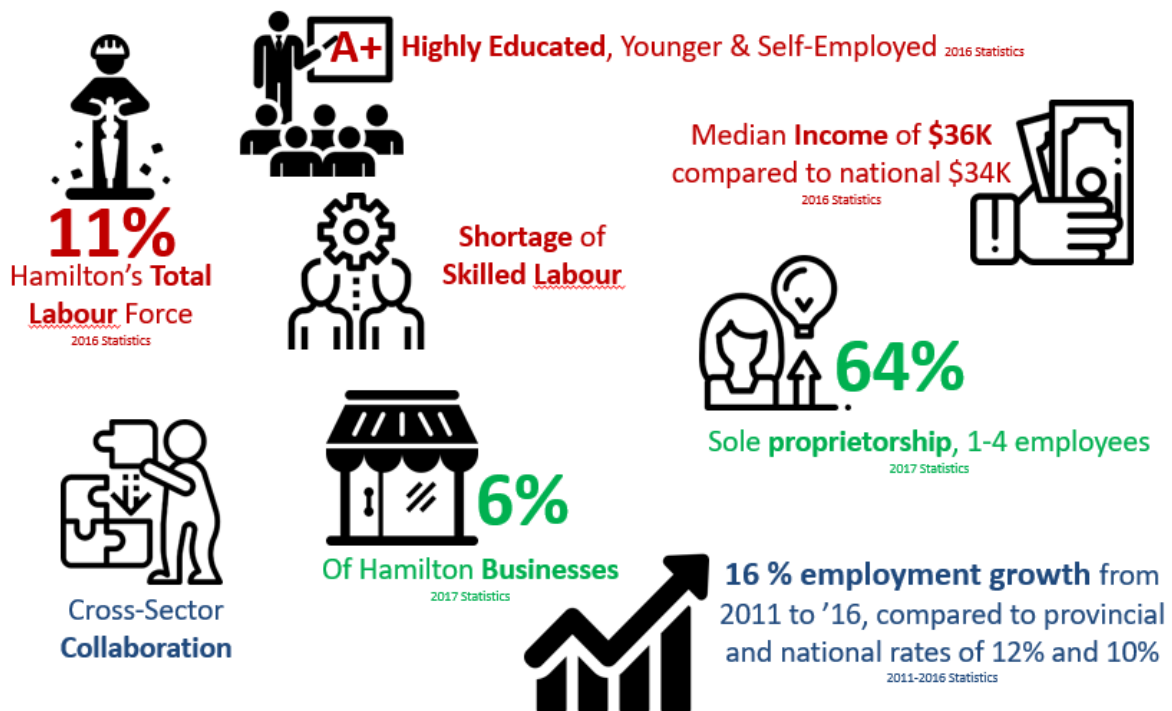 A+
Highly Educated, Younger & Self-Employed 2016 Statistics
Median Income of $36K
compared to national $34K
2016 Statistics
11%
Hamilton's Total
Labour Force
2016 Statistics
Shortage of
Skilled Labour
64%
Sole proprietorship, 1-4 employees
2017 Statistics
6%
Of Hamilton Businesses
2017 Statistics
Cross-Sector
Collaboration
16 % employment growth from
2011 to '16, compared to provincial
and national rates of 12% and 10%
2011-2016 Statistics